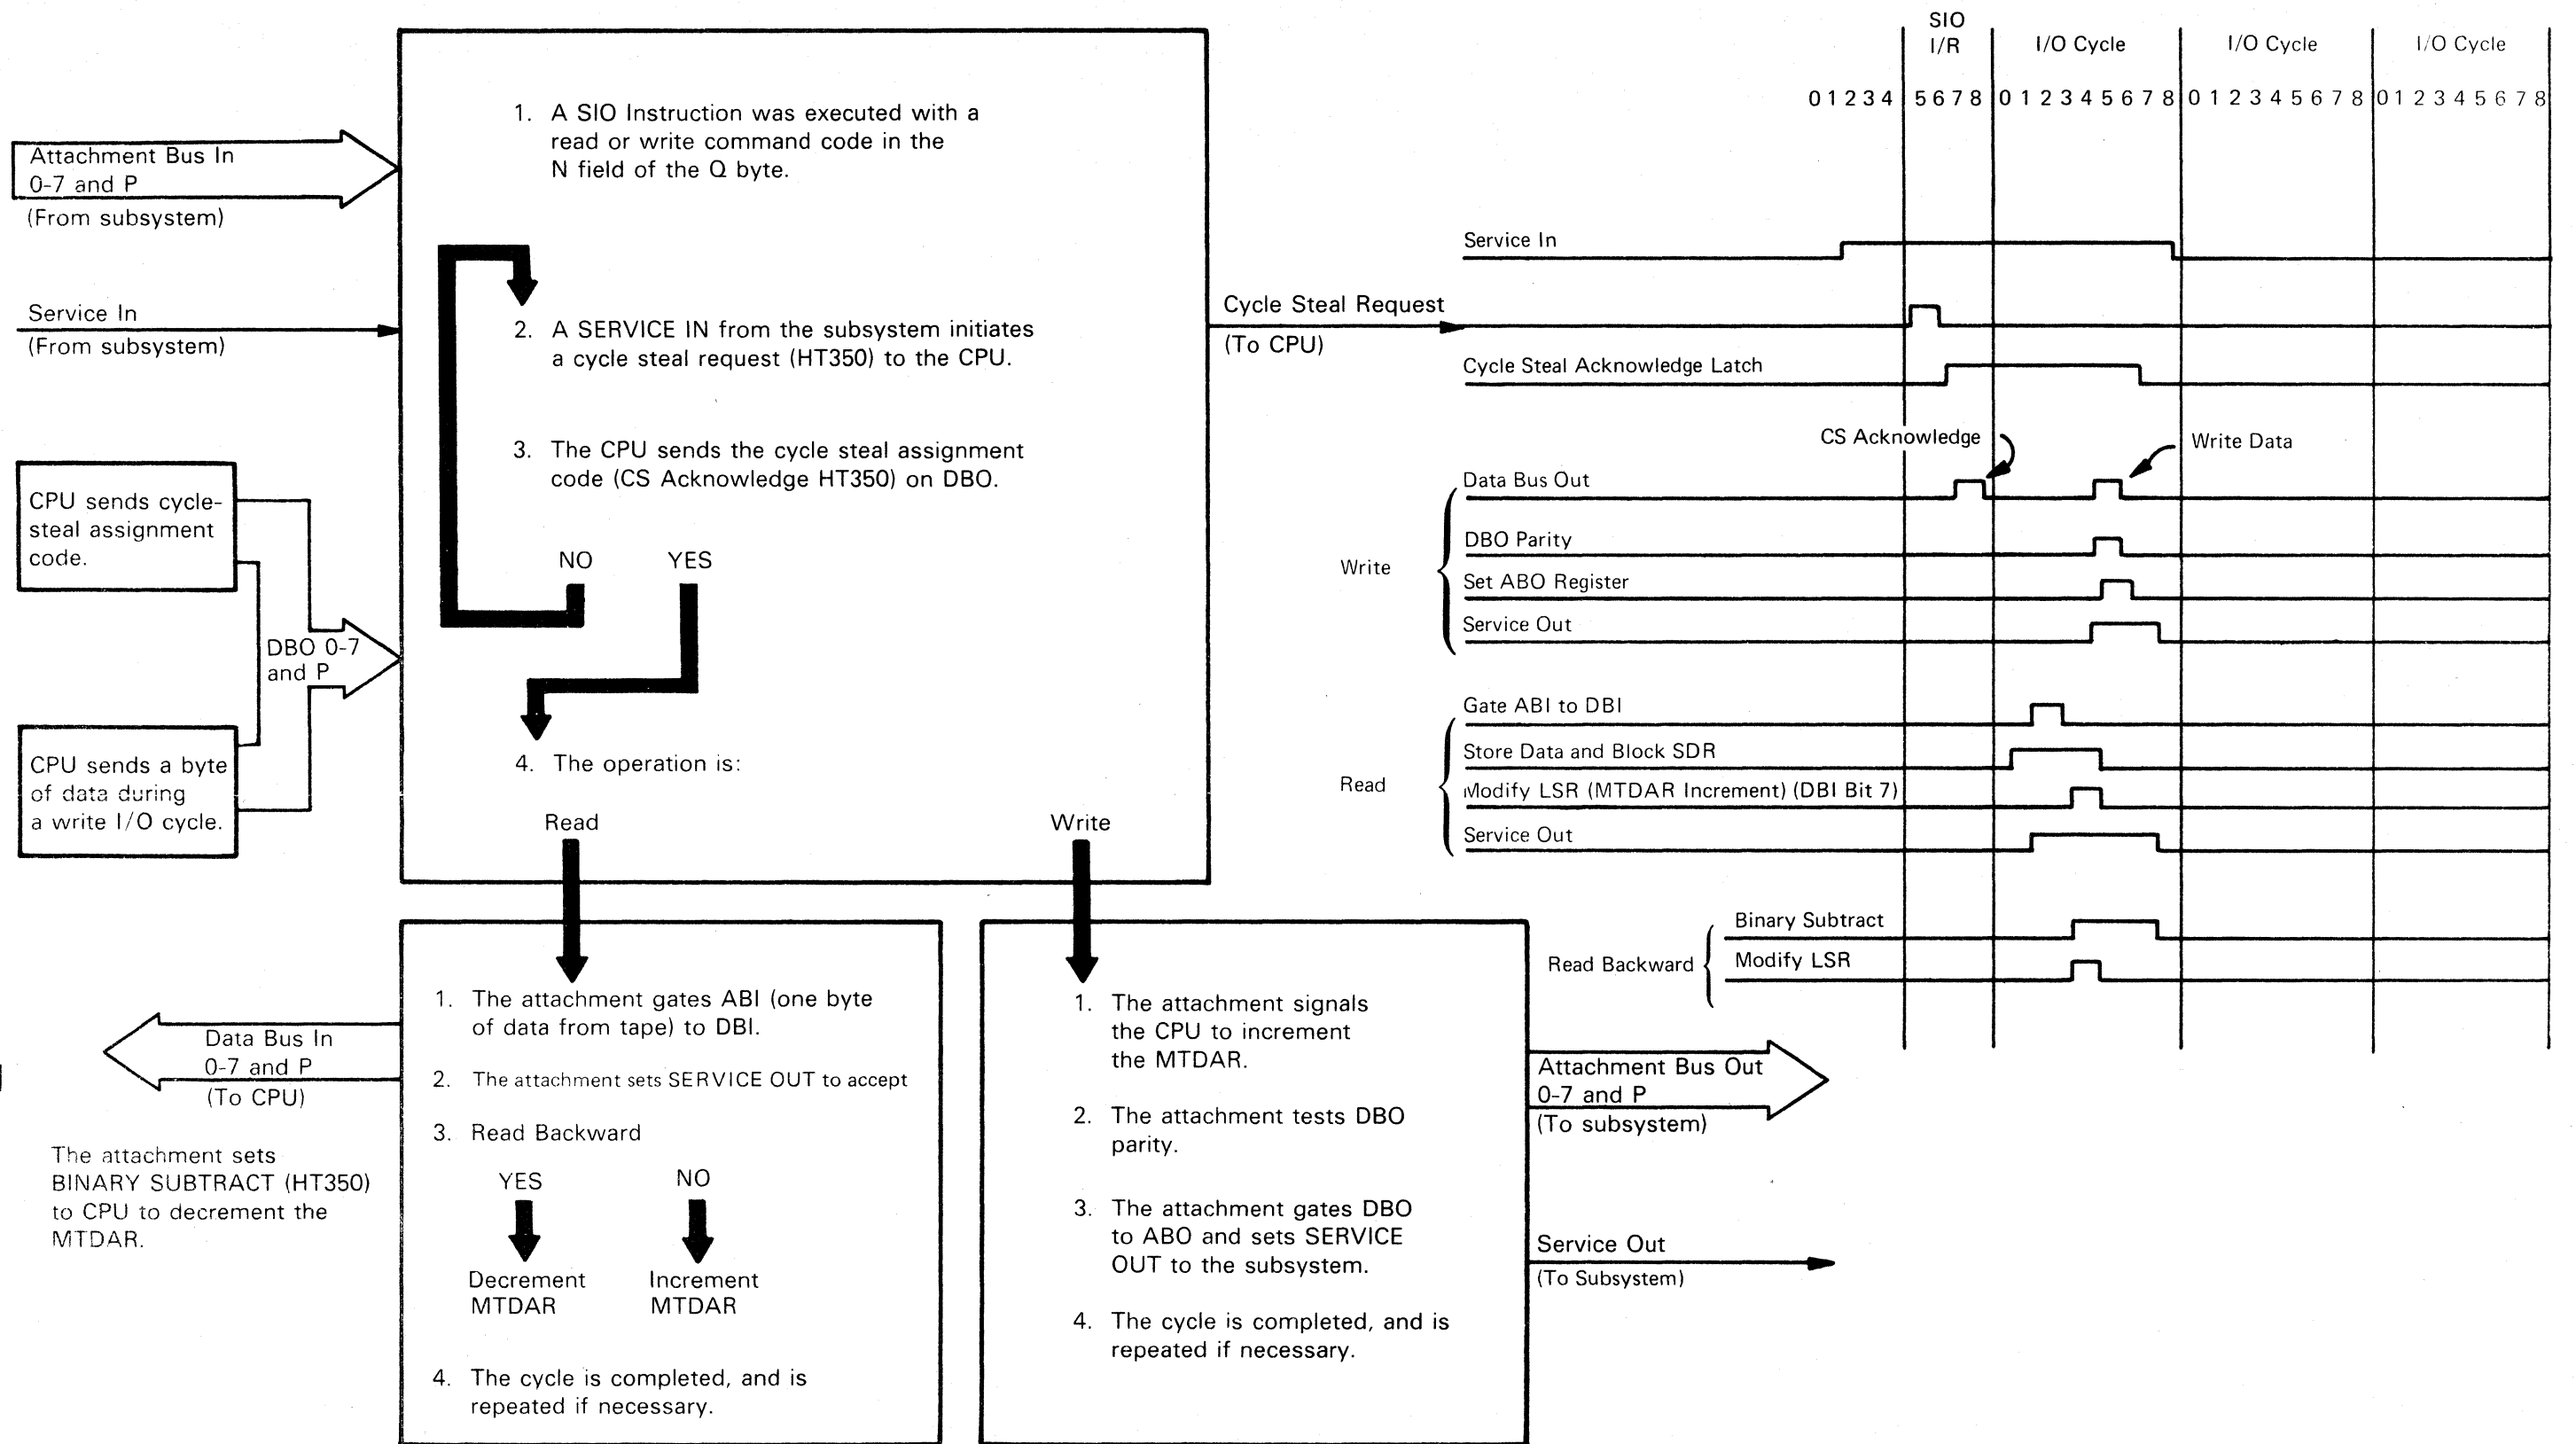 Attachment Bus In
0-7 and P
(From subsystem)
Service In
(From subsystem)
CPU sends cycle-
steal assignment
code.
DBO 0-7
and P
CPU sends a byte
of data during
a write I/O cycle.
1. A SIO Instruction was executed with a
read or write command code in the
N field of the Q byte.
2. A SERVICE IN from the subsystem initiates
a cycle steal request (HT350) to the CPU.
3. The CPU sends the cycle steal assignment
code (CS Acknowledge HT350) on DBO.
NO YES
4. The operation is:
Read Write
Cycle Steal Request
(To CPU)
1. The attachment gates ABI (one byte
of data from tape) to DBI.
2. The attachment sets SERVICE OUT to accept
3. Read Backward
YES NO
Decrement
MTDAR
Increment
MTDAR
4. The cycle is completed, and is
repeated if necessary.
Data Bus In
0-7 and P
(To CPU)
The attachment sets
BINARY SUBTRACT (HT350)
to CPU to decrement the
MTDAR.
1. The attachment signals
the CPU to increment
the MTDAR.
2. The attachment tests DBO
parity.
3. The attachment gates DBO
to ABO and sets SERVICE
OUT to the subsystem.
4. The cycle is completed, and is
repeated if necessary.
Attachment Bus Out
0-7 and P
(To subsystem)
Service Out
(To Subsystem)
SIO
I/R
I/O Cycle
I/O Cycle
I/O Cycle
0 1 2 3 4 5 6 7 8 0 1 2 3 4 5 6 7 8 0 1 2 3 4 5 6 7 8 0 1 2 3 4 5 6 7 8
Service In
Cycle Steal Acknowledge Latch
CS Acknowledge
Write Data
Write
Data Bus Out
DBO Parity
Set ABO Register
Service Out
Read
Gate ABI to DBI
Store Data and Block SDR
Modify LSR (MTDAR Increment) (DBI Bit 7)
Service Out
Read Backward
Binary Subtract
Modify LSR